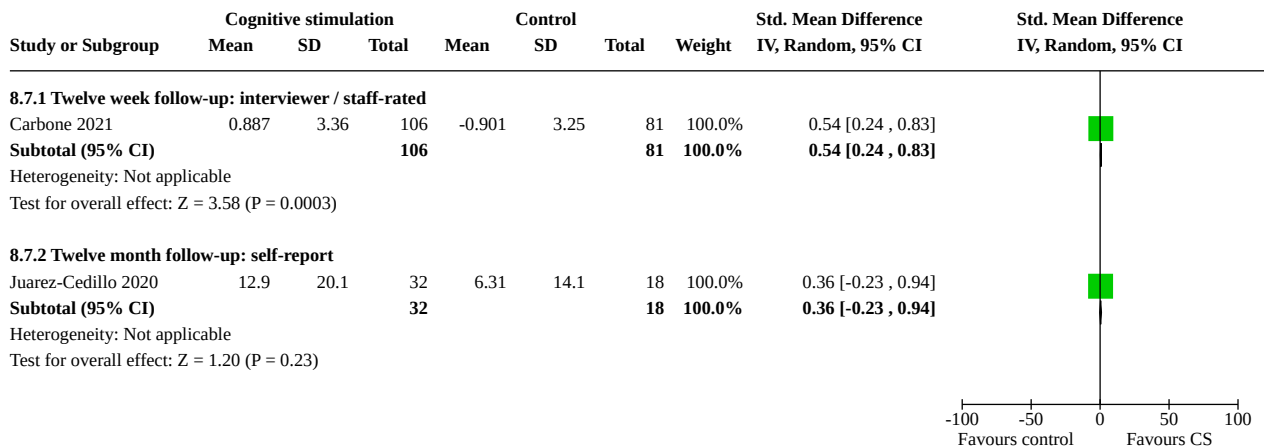 Cognitive stimulation Control Std. Mean Difference Std. Mean Difference
Study or Subgroup Mean SD Total Mean SD Total Weight IV, Random, 95% CI IV, Random, 95% CI
8.7.1 Twelve week follow-up: interviewer / staff-rated
Carbone 2021 0.887 3.36 106 -0.901 3.25 81 100.0% 0.54 [0.24 , 0.83]
Subtotal (95% CI) 106 81 100.0% 0.54 [0.24 , 0.83]
Heterogeneity: Not applicable
Test for overall effect: Z = 3.58 (P = 0.0003)
8.7.2 Twelve month follow-up: self-report
Juarez-Cedillo 2020 12.9 20.1 32 6.31 14.1 18 100.0% 0.36 [-0.23 , 0.94]
Subtotal (95% CI) 32 18 100.0% 0.36 [-0.23 , 0.94]
Heterogeneity: Not applicable
Test for overall effect: Z = 1.20 (P = 0.23)
-100 -50 0 50 100
Favours control Favours CS